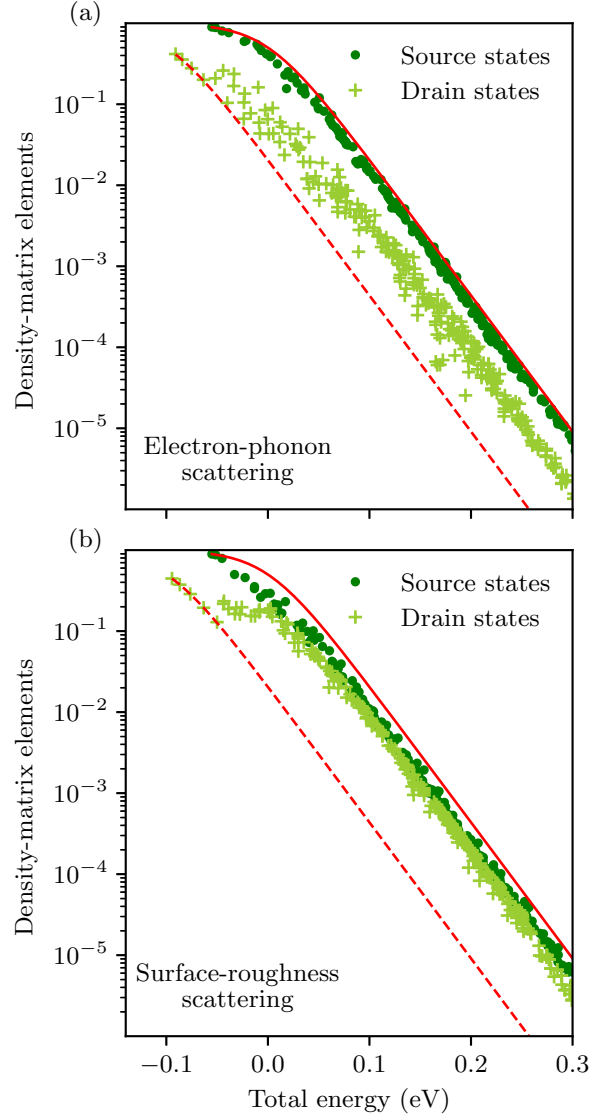 (a)
Source states
Drain states
10⁻¹
10⁻²
10⁻³
10⁻⁴
10⁻⁵
Density-matrix elements
Electron-phonon
scattering
(b)
Source states
Drain states
10⁻¹
10⁻²
10⁻³
10⁻⁴
10⁻⁵
Density-matrix elements
Surface-roughness
scattering
−0.1 0.0 0.1 0.2 0.3
Total energy (eV)